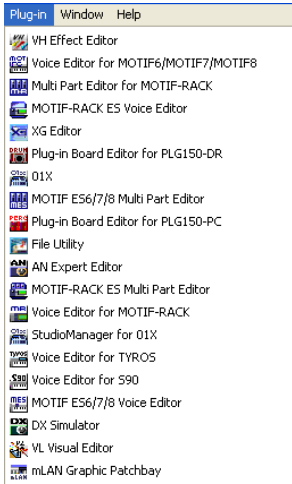 Plug-in Window Help
VH Effect Editor
Voice Editor for MOTIF6/MOTIF7/MOTIF8
Multi Part Editor for MOTIF-RACK
MOTIF-RACK ES Voice Editor
XG Editor
Plug-in Board Editor for PLG150-DR
01X
MOTIF ES6/7/8 Multi Part Editor
Plug-in Board Editor for PLG150-PC
File Utility
AN Expert Editor
MOTIF-RACK ES Multi Part Editor
Voice Editor for MOTIF-RACK
StudioManager for 01X
Voice Editor for TYROS
Voice Editor for S90
MOTIF ES6/7/8 Voice Editor
DX Simulator
VL Visual Editor
mLAN Graphic Patchbay